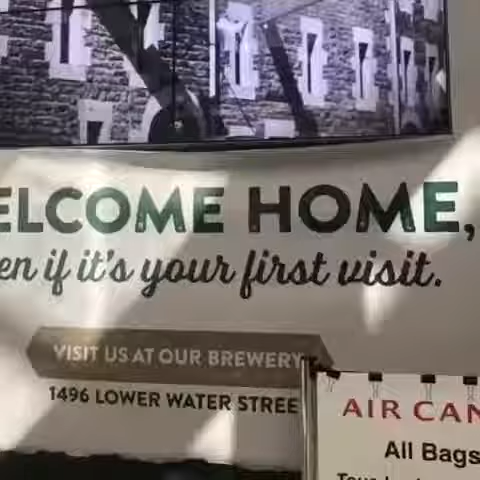 ELCOME HOME,
en if it's your first visit.
VISIT US AT OUR BREWERY
1496 LOWER WATER STREE
AIR CAN
All Bags